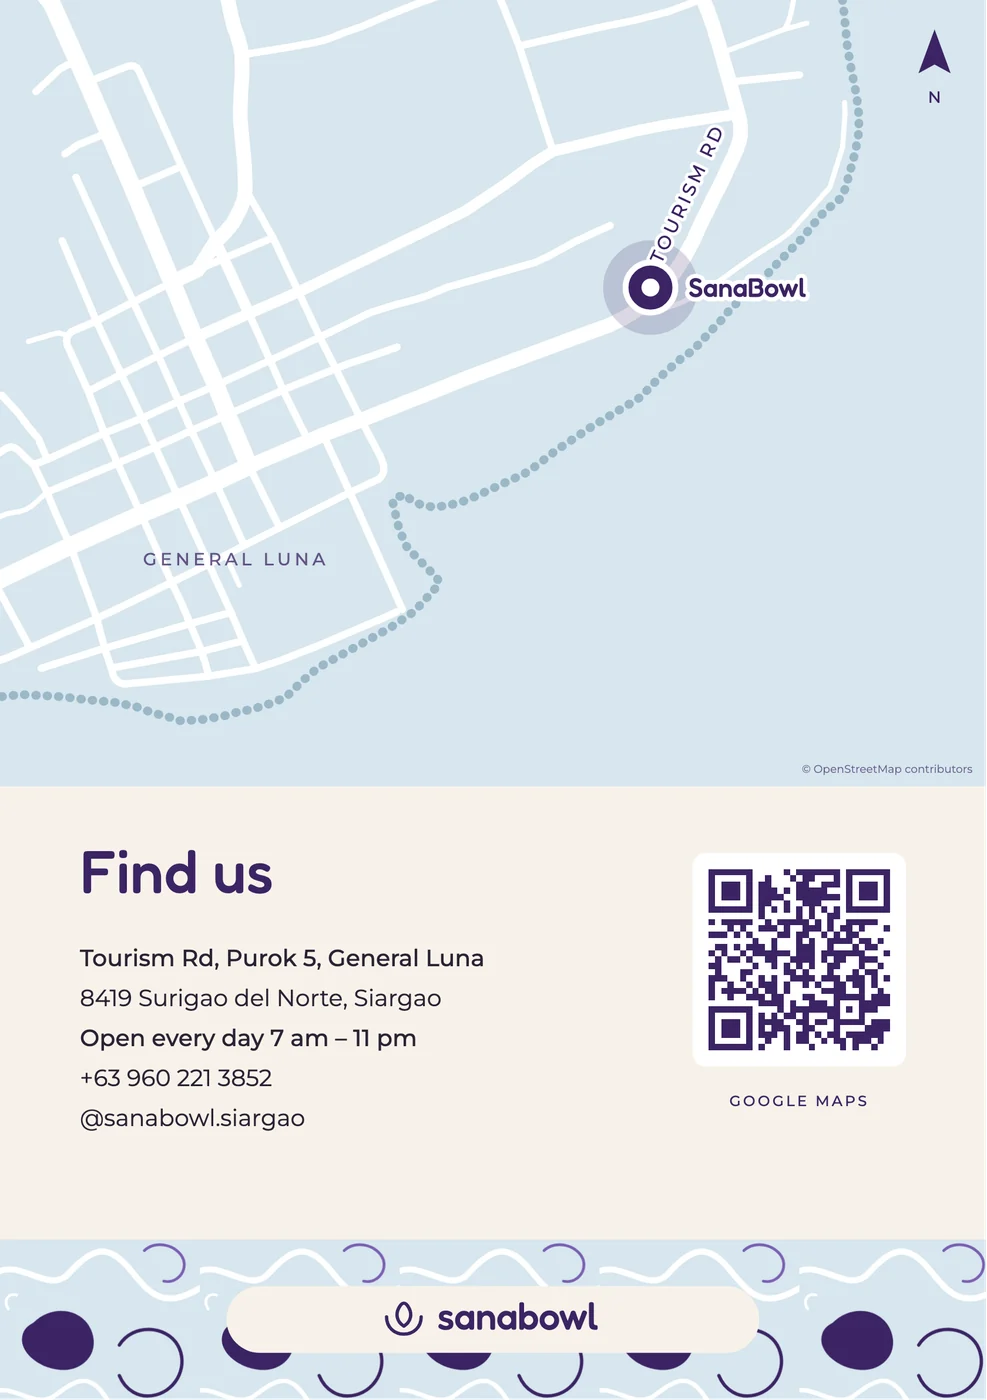 N
TOURISM RD
SanaBowl
GENERAL LUNA
© OpenStreetMap contributors
Find us
Tourism Rd, Purok 5, General Luna
8419 Surigao del Norte, Siargao
Open every day 7 am – 11 pm
+63 960 221 3852
@sanabowl.siargao
GOOGLE MAPS
sanabowl